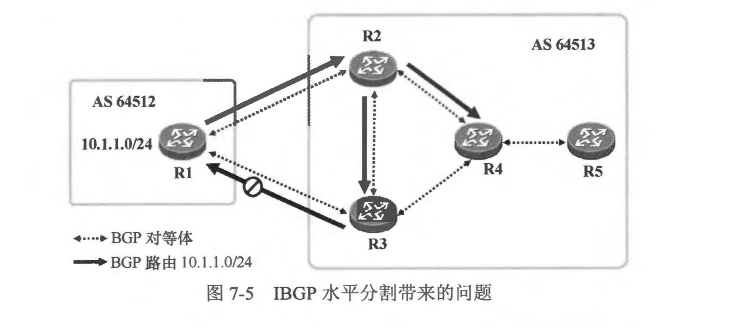 R2
AS 64513
AS 64512
10.1.1.0/24
R1
R4
R5
R3
BGP 对等体
BGP 路由 10.1.1.0/24
图 7-5 IBGP 水平分割带来的问题